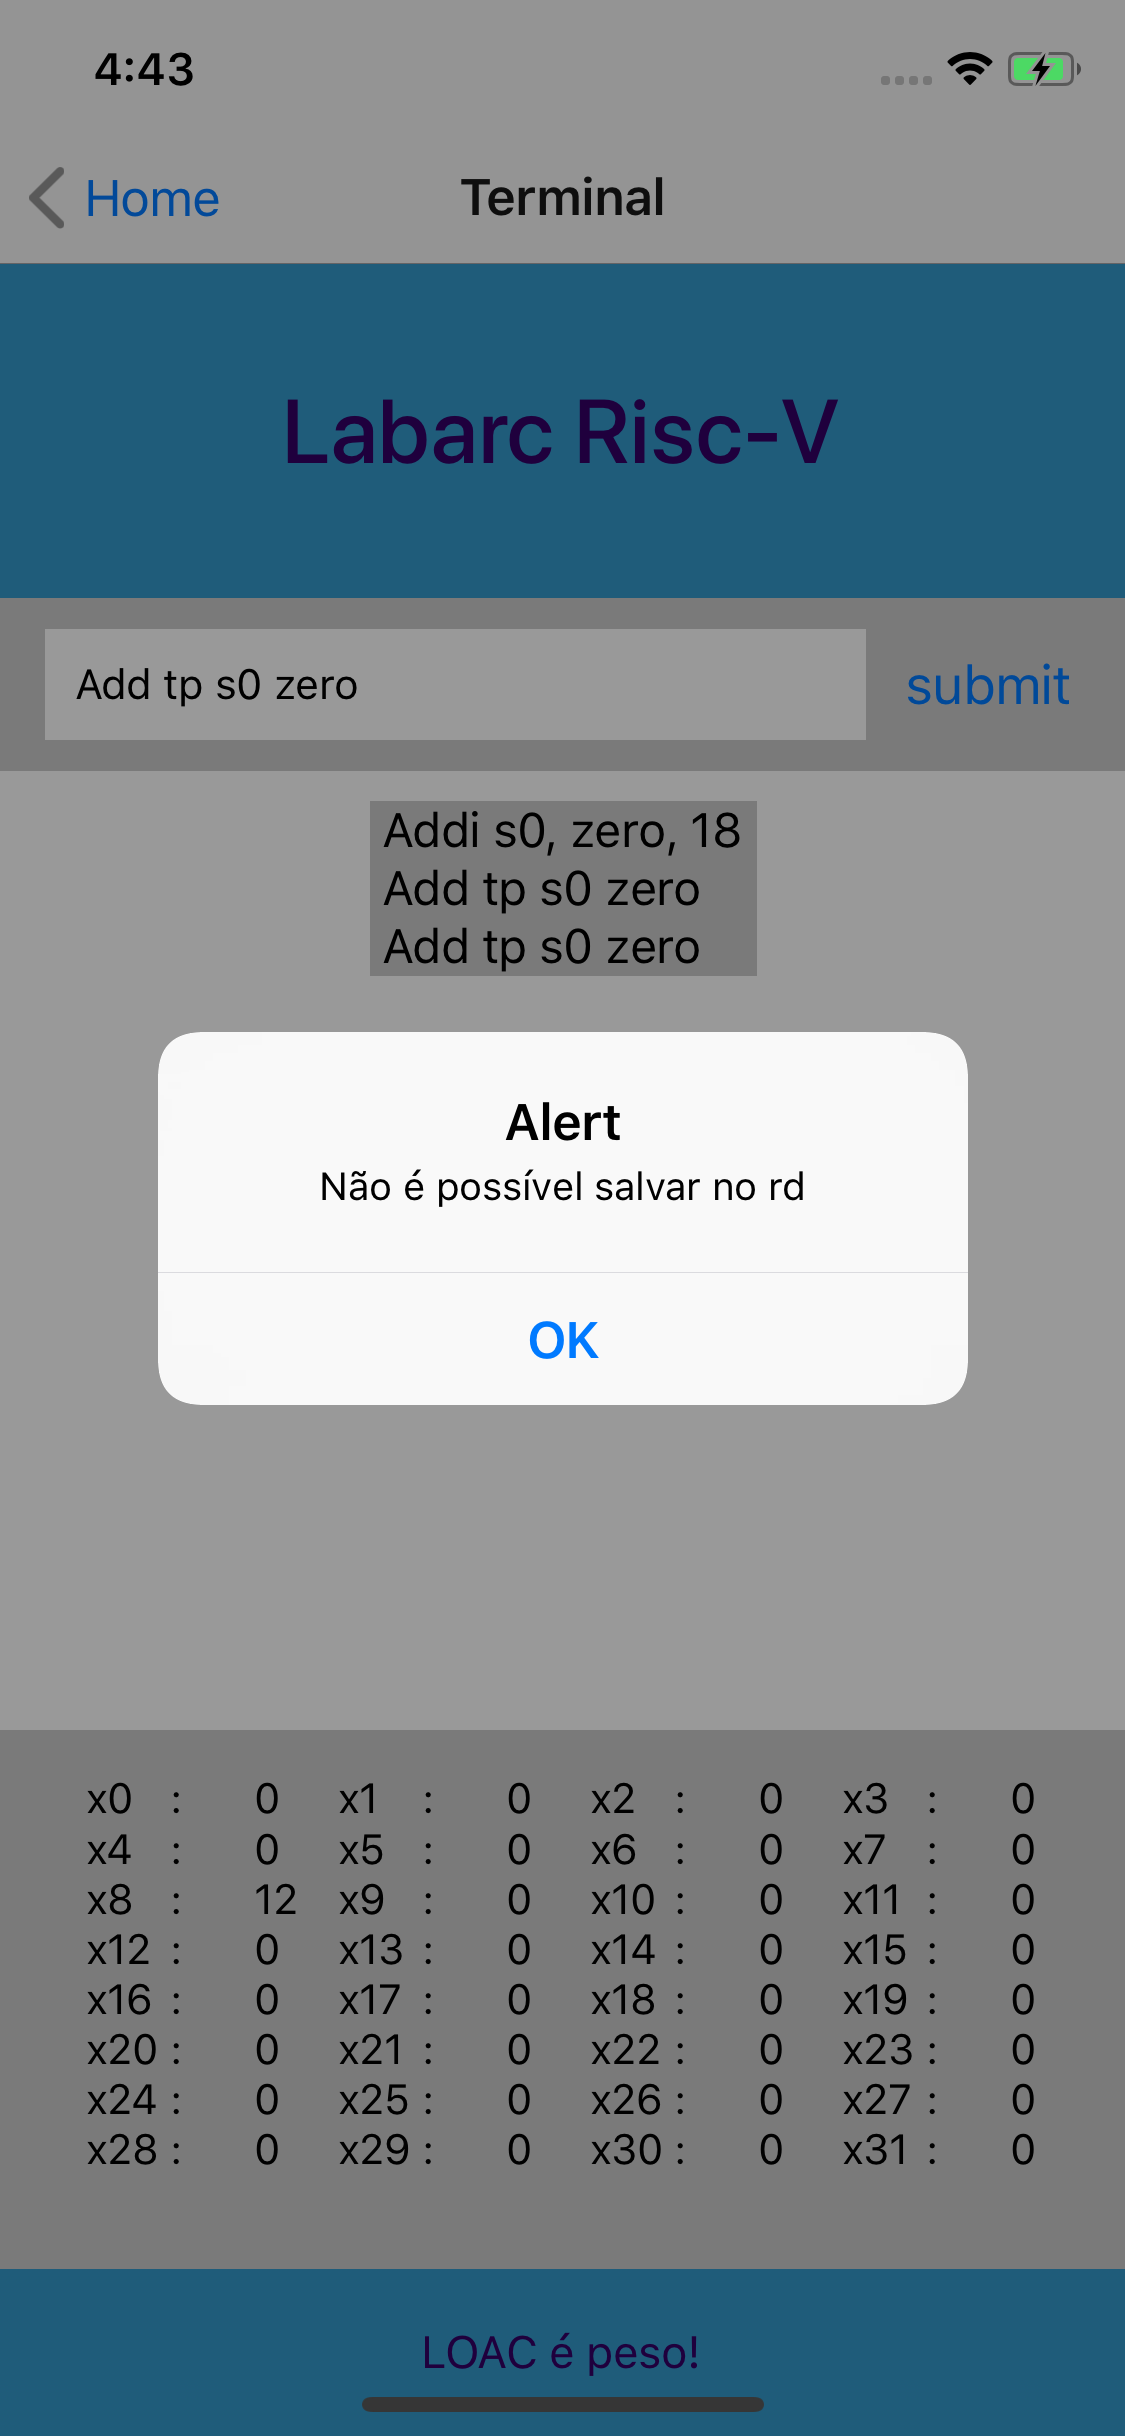 4:43
Home Terminal
Labarc Risc-V
Add tp s0 zero submit
Addi s0, zero, 18
Add tp s0 zero
Add tp s0 zero
Alert
Não é possível salvar no rd
OK
x0 : 0 x1 : 0 x2 : 0 x3 : 0
x4 : 0 x5 : 0 x6 : 0 x7 : 0
x8 : 12 x9 : 0 x10 : 0 x11 : 0
x12 : 0 x13 : 0 x14 : 0 x15 : 0
x16 : 0 x17 : 0 x18 : 0 x19 : 0
x20 : 0 x21 : 0 x22 : 0 x23 : 0
x24 : 0 x25 : 0 x26 : 0 x27 : 0
x28 : 0 x29 : 0 x30 : 0 x31 : 0
LOAC é peso!